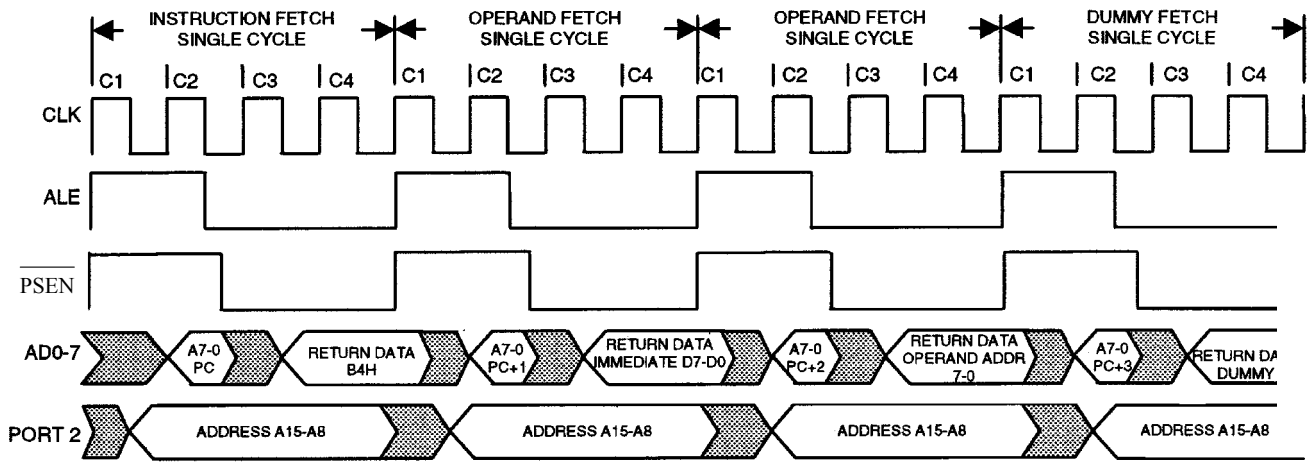 INSTRUCTION FETCH
SINGLE CYCLE
OPERAND FETCH
SINGLE CYCLE
OPERAND FETCH
SINGLE CYCLE
DUMMY FETCH
SINGLE CYCLE
C1 C2 C3 C4 C1 C2 C3 C4 C1 C2 C3 C4 C1 C2 C3 C4
CLK
ALE
PSEN
AD0-7
A7-0
PC
RETURN DATA
B4H
A7-0
PC+1
RETURN DATA
IMMEDIATE D7-D0
A7-0
PC+2
RETURN DATA
OPERAND ADDR
7-0
A7-0
PC+3
RETURN DA
DUMMY
PORT 2
ADDRESS A15-A8
ADDRESS A15-A8
ADDRESS A15-A8
ADDRESS A15-A8